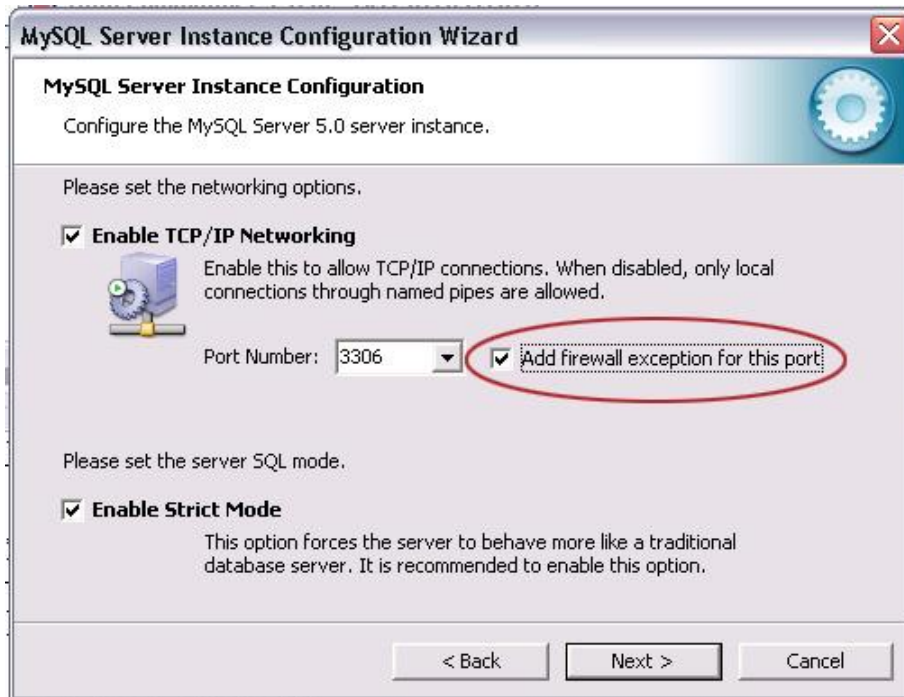 MySQL Server Instance Configuration Wizard
MySQL Server Instance Configuration
Configure the MySQL Server 5.0 server instance.
Please set the networking options.
Enable TCP/IP Networking
Enable this to allow TCP/IP connections. When disabled, only local
connections through named pipes are allowed.
Port Number: 3306 Add firewall exception for this port
Please set the server SQL mode.
Enable Strict Mode
This option forces the server to behave more like a traditional
database server. It is recommended to enable this option.
< Back Next > Cancel